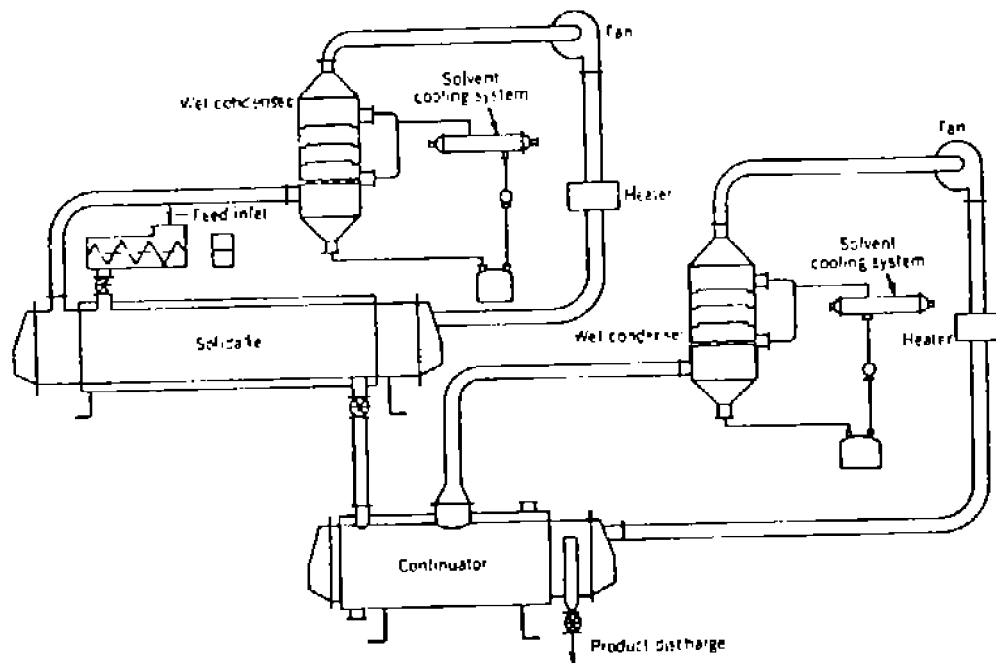 Fan
Solvent
cooling system
Wet condenser
Heater
Feed inlet
Fan
Solvent
cooling system
Solidaire
Wet condenser
Heater
Continuator
Product discharge